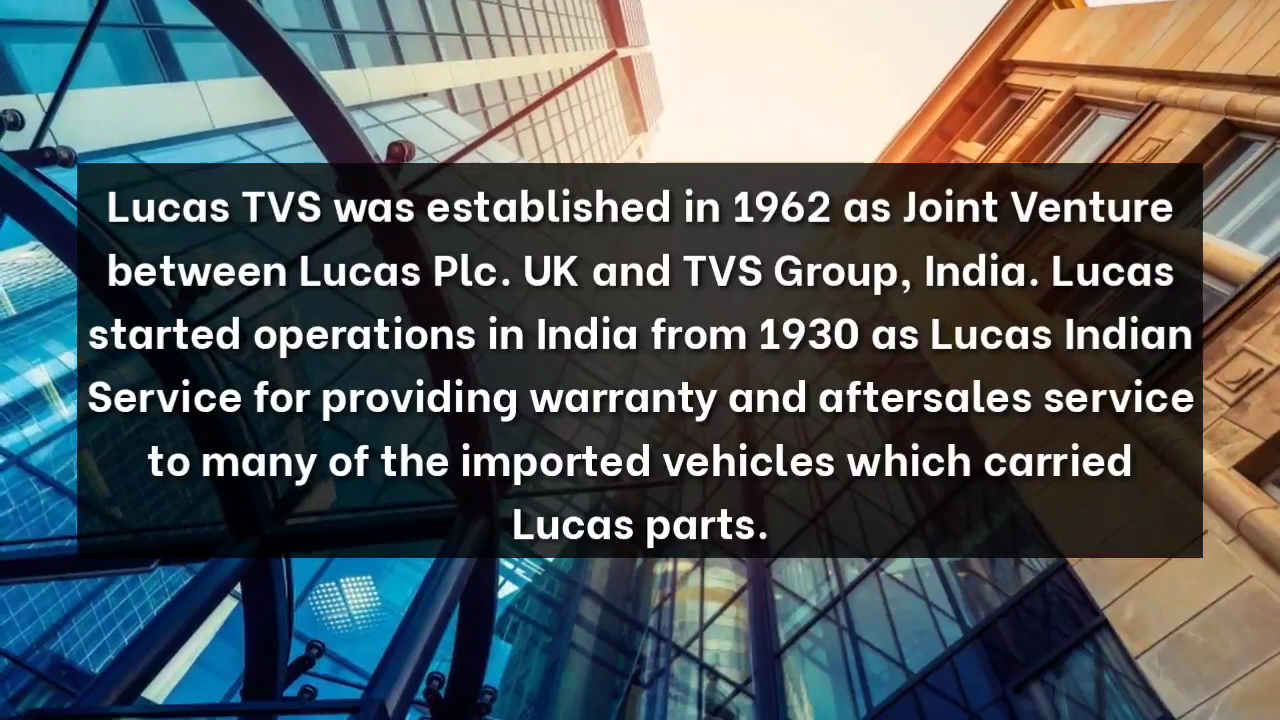 Lucas TVS was established in 1962 as Joint Venture
between Lucas Plc. UK and TVS Group, India. Lucas
started operations in India from 1930 as Lucas Indian
Service for providing warranty and aftersales service
to many of the imported vehicles which carried
Lucas parts.